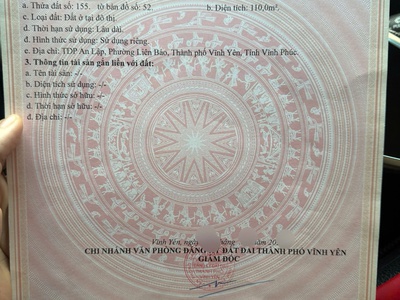 a. Thửa đất số: 155. tờ bản đồ số: 52. b. Diện tích: 110,0m².
c. Loại đất: Đất ở tại đô thị.
d. Thời hạn sử dụng: Lâu dài.
đ. Hình thức sử dụng: Sử dụng riêng.
e. Địa chỉ: TDP An Lập, Phường Liên Bảo, Thành phố Vĩnh Yên, Tỉnh Vĩnh Phúc.
3. Thông tin tài sản gắn liền với đất:
a. Tên tài sản: -/-
b. Diện tích sử dụng: -/-
c. Hình thức sở hữu: -/-
d. Thời hạn sở hữu: -/-
đ. Địa chỉ: -/-
Vĩnh Yên, ngày năm 20
CHI NHÁNH VĂN PHÒNG ĐĂNG ĐẤT ĐAI THÀNH PHỐ VĨNH YÊN
GIÁM ĐỐC